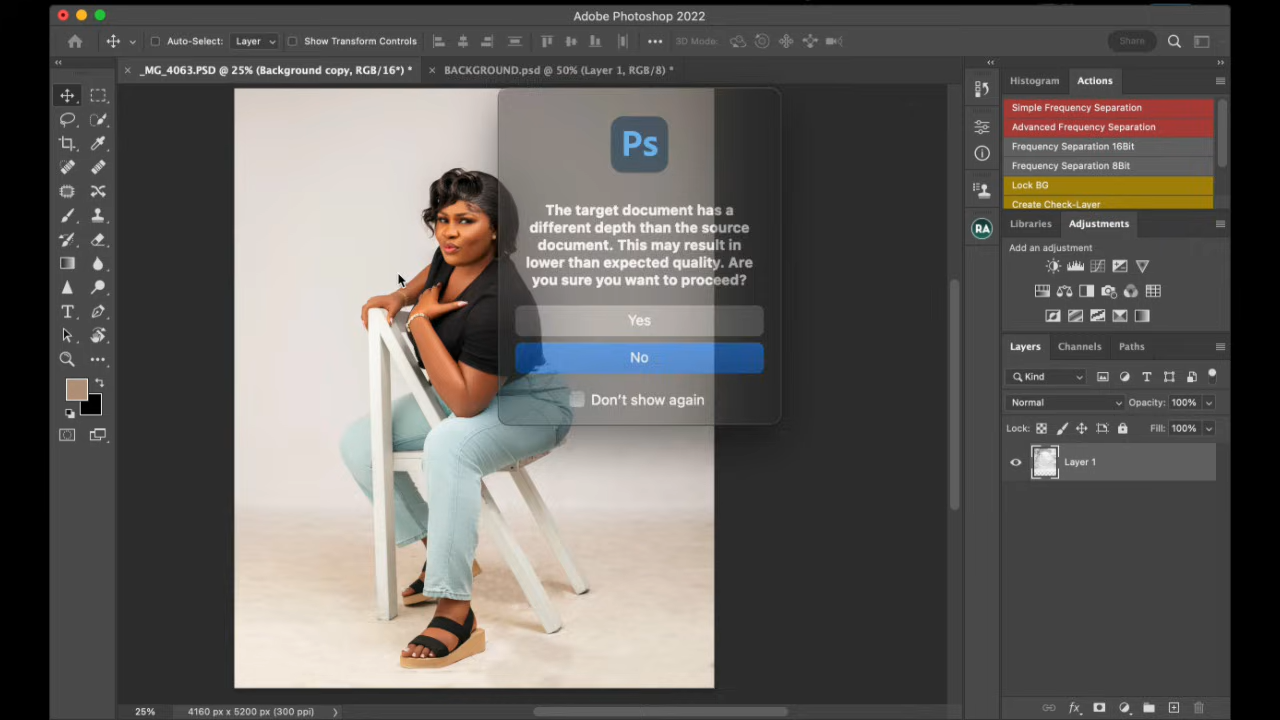 Adobe Photoshop 2022
Auto-Select: Layer Show Transform Controls 3D Mode: Share
_MG_4063.PSD @ 25% (Background copy, RGB/16*) *
BACKGROUND.psd @ 50% (Layer 1, RGB/8) *
Histogram Actions
Simple Frequency Separation
Advanced Frequency Separation
Frequency Separation 16Bit
Frequency Separation 8Bit
Lock BG
Create Check-Layer
RA
Libraries Adjustments
Add an adjustment
Ps
The target document has a
different depth than the source
document. This may result in
lower than expected quality. Are
you sure you want to proceed?
Yes
No
Don't show again
Layers Channels Paths
Kind
Normal Opacity: 100%
Lock: Fill: 100%
Layer 1
25% 4160 px x 5200 px (300 ppi)